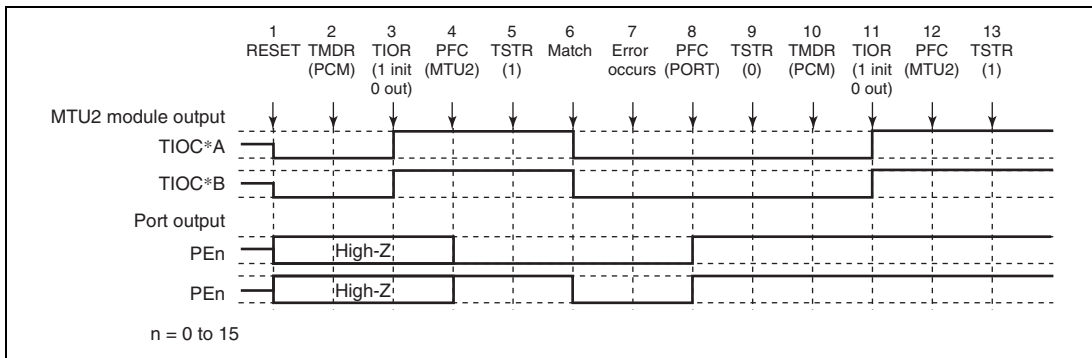 1 2 3 4 5 6 7 8 9 10 11 12 13
RESET TMDR TIOR PFC TSTR Match Error PFC TSTR TMDR TIOR PFC TSTR
(PCM) (1 init (MTU2) (1) occurs (PORT) (0) (PCM) (1 init (MTU2) (1)
0 out) 0 out)
MTU2 module output
TIOC*A
TIOC*B
Port output
PEn High-Z
PEn High-Z
n = 0 to 15